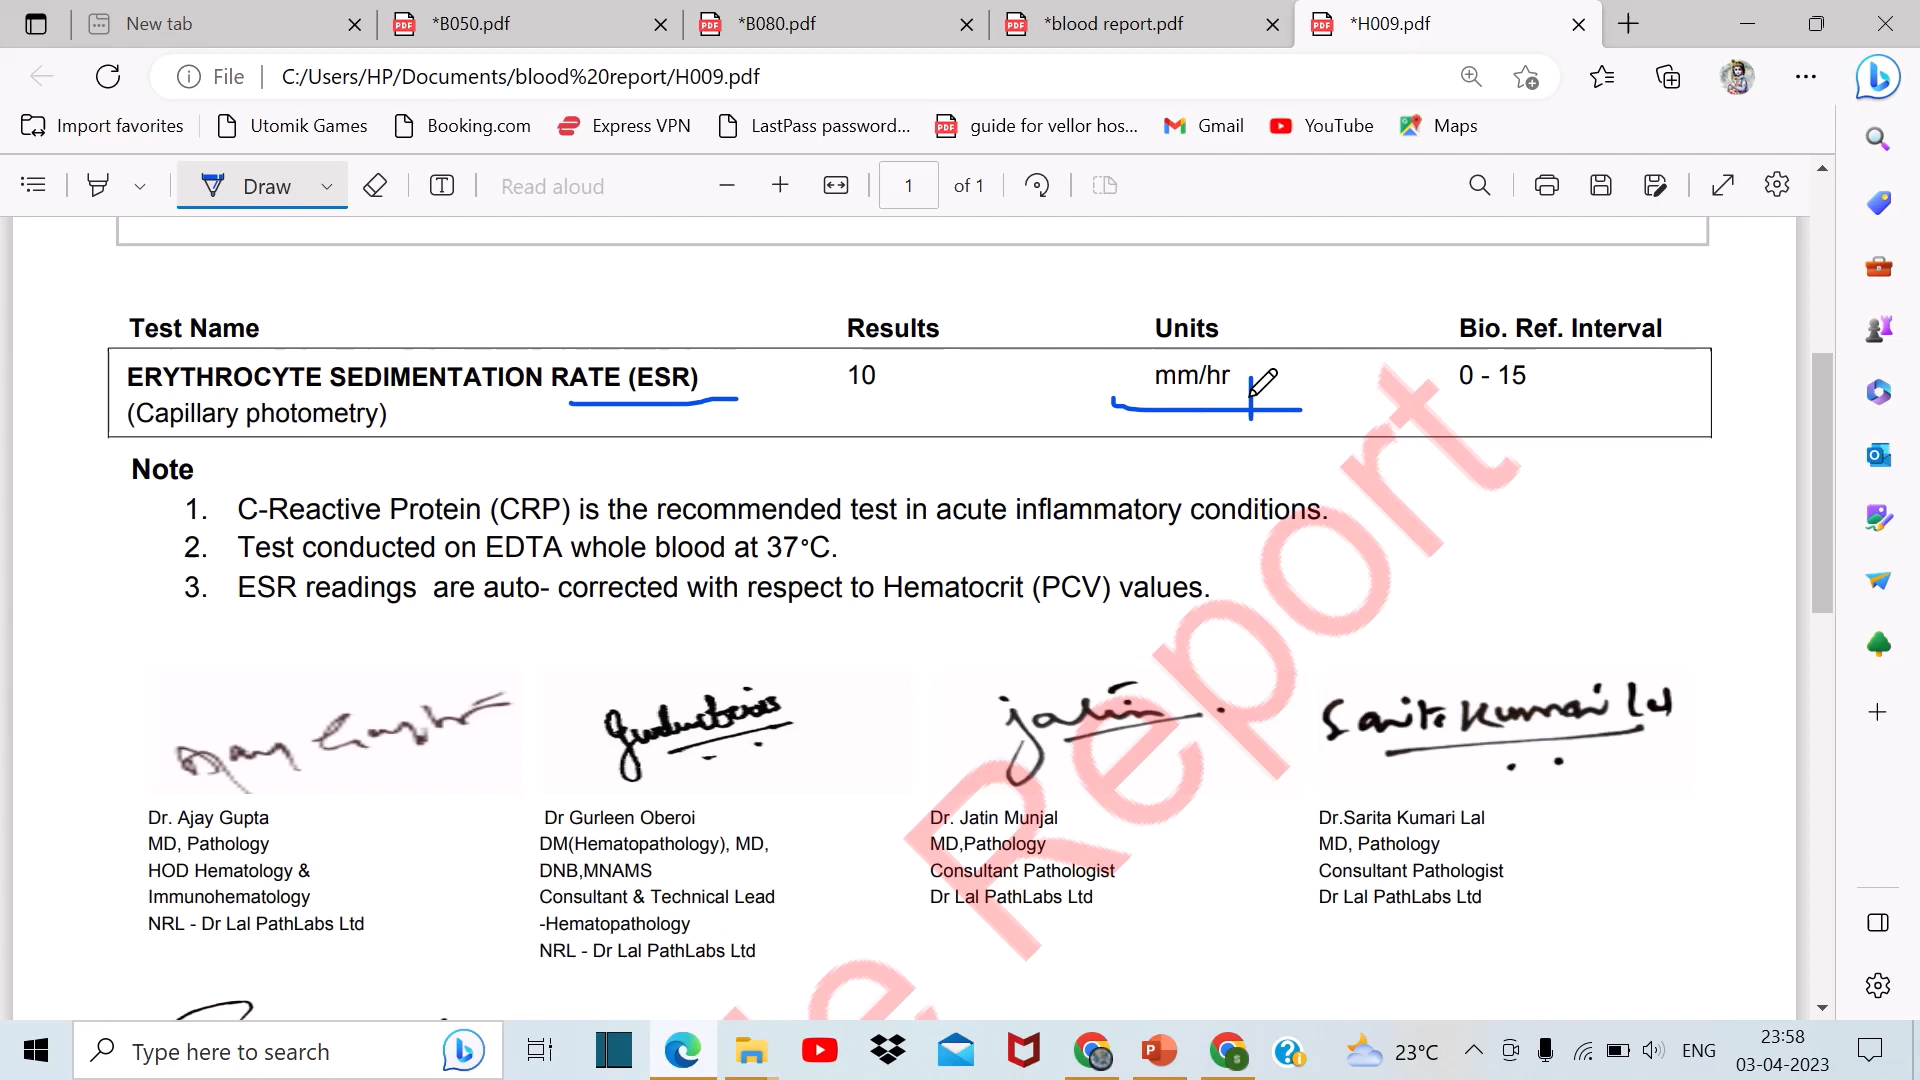 New tab
*B050.pdf
*B080.pdf
*blood report.pdf
*H009.pdf
File
C:/Users/HP/Documents/blood%20report/H009.pdf
Import favorites
Utomik Games
Booking.com
Express VPN
LastPass password...
guide for vellor hos...
Gmail
YouTube
Maps
Draw
Read aloud
1
of 1
Test Name Results Units Bio. Ref. Interval
ERYTHROCYTE SEDIMENTATION RATE (ESR) 10 mm/hr 0 - 15
(Capillary photometry)
Note
1. C-Reactive Protein (CRP) is the recommended test in acute inflammatory conditions.
2. Test conducted on EDTA whole blood at 37°C.
3. ESR readings are auto- corrected with respect to Hematocrit (PCV) values.
jatin
Sarita Kumari Lal
Dr. Ajay Gupta
MD, Pathology
HOD Hematology &
Immunohematology
NRL - Dr Lal PathLabs Ltd
Dr Gurleen Oberoi
DM(Hematopathology), MD,
DNB,MNAMS
Consultant & Technical Lead
-Hematopathology
NRL - Dr Lal PathLabs Ltd
Dr. Jatin Munjal
MD,Pathology
Consultant Pathologist
Dr Lal PathLabs Ltd
Dr.Sarita Kumari Lal
MD, Pathology
Consultant Pathologist
Dr Lal PathLabs Ltd
e Report
Type here to search
23°C
ENG
23:58
03-04-2023